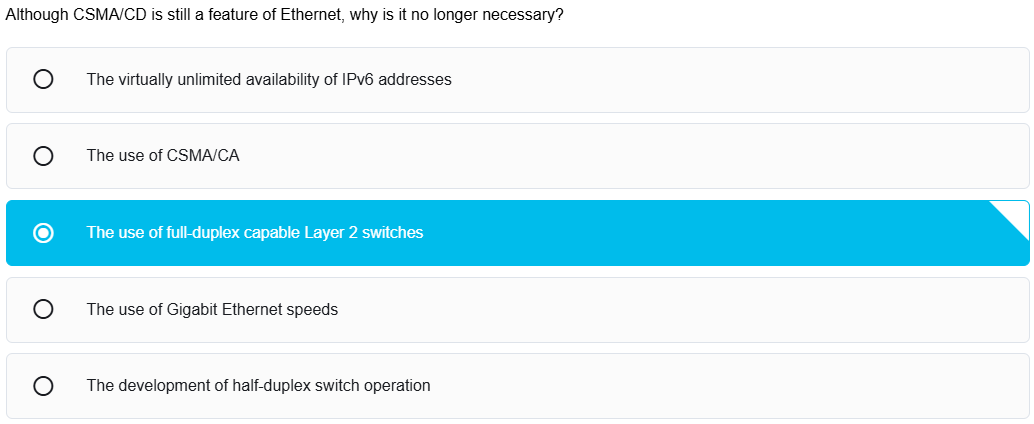 Although CSMA/CD is still a feature of Ethernet, why is it no longer necessary?
The virtually unlimited availability of IPv6 addresses
The use of CSMA/CA
The use of full-duplex capable Layer 2 switches
The use of Gigabit Ethernet speeds
The development of half-duplex switch operation